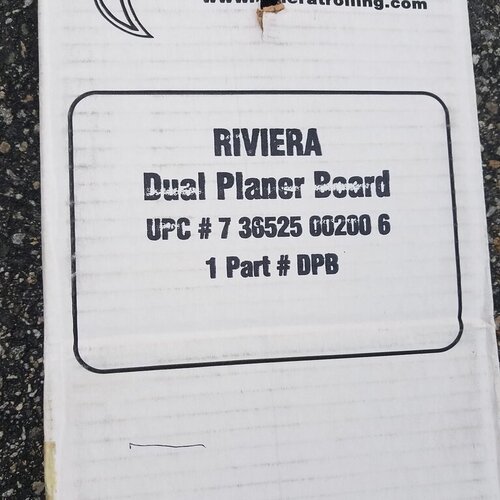 RIVIERA
Dual Planer Board
UPC # 7 36525 00200 6
1 Part # DPB